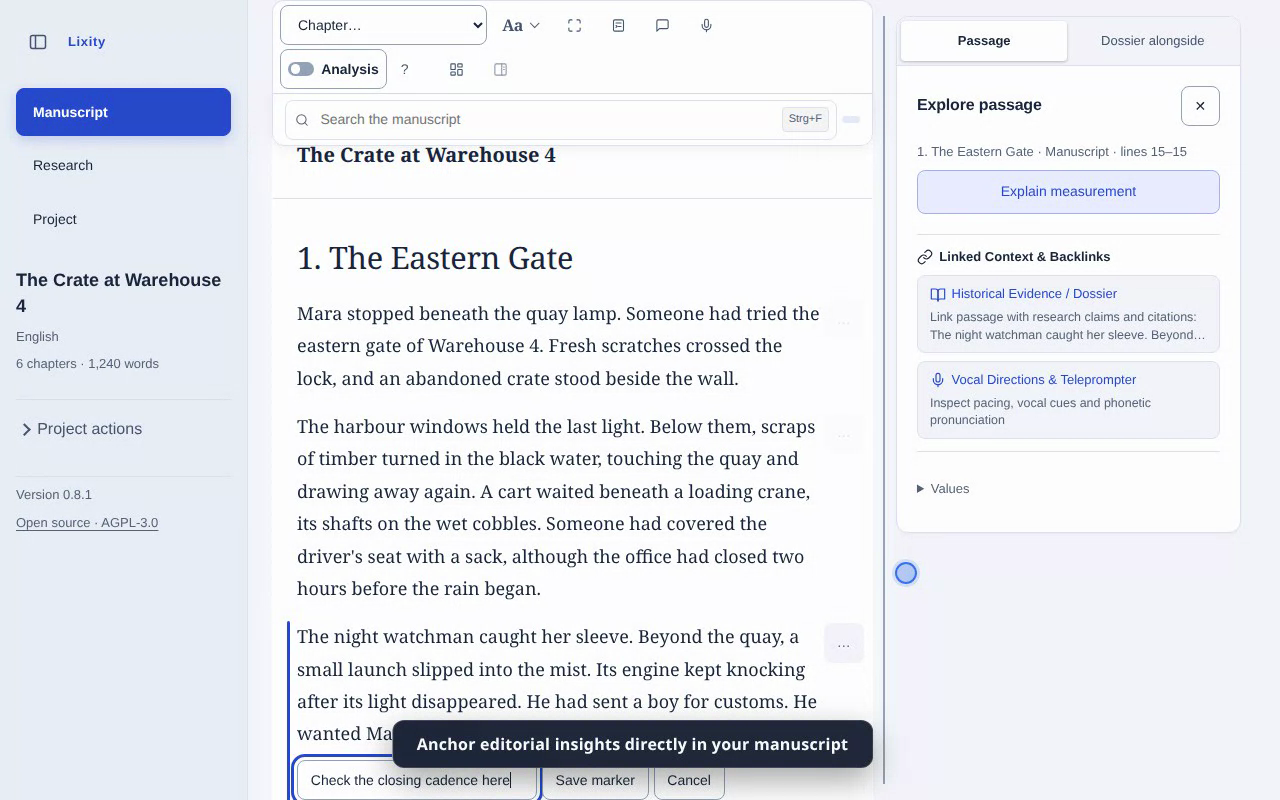 Lixity
Manuscript
Research
Project
The Crate at Warehouse
4
English
6 chapters · 1,240 words
Project actions
Version 0.8.1
Open source · AGPL-3.0
Chapter…
Aa
Analysis
?
Search the manuscript
Strg+F
The Crate at Warehouse 4
1. The Eastern Gate
Mara stopped beneath the quay lamp. Someone had tried the
eastern gate of Warehouse 4. Fresh scratches crossed the
lock, and an abandoned crate stood beside the wall.
…
The harbour windows held the last light. Below them, scraps
of timber turned in the black water, touching the quay and
drawing away again. A cart waited beneath a loading crane,
its shafts on the wet cobbles. Someone had covered the
driver's seat with a sack, although the office had closed two
hours before the rain began.
…
The night watchman caught her sleeve. Beyond the quay, a
small launch slipped into the mist. Its engine kept knocking
after its light disappeared. He had sent a boy for customs. He
wanted Ma
…
Anchor editorial insights directly in your manuscript
Check the closing cadence here
Save marker
Cancel
Passage
Dossier alongside
Explore passage
×
1. The Eastern Gate · Manuscript · lines 15–15
Explain measurement
Linked Context & Backlinks
Historical Evidence / Dossier
Link passage with research claims and citations:
The night watchman caught her sleeve. Beyond…
Vocal Directions & Teleprompter
Inspect pacing, vocal cues and phonetic
pronunciation
Values